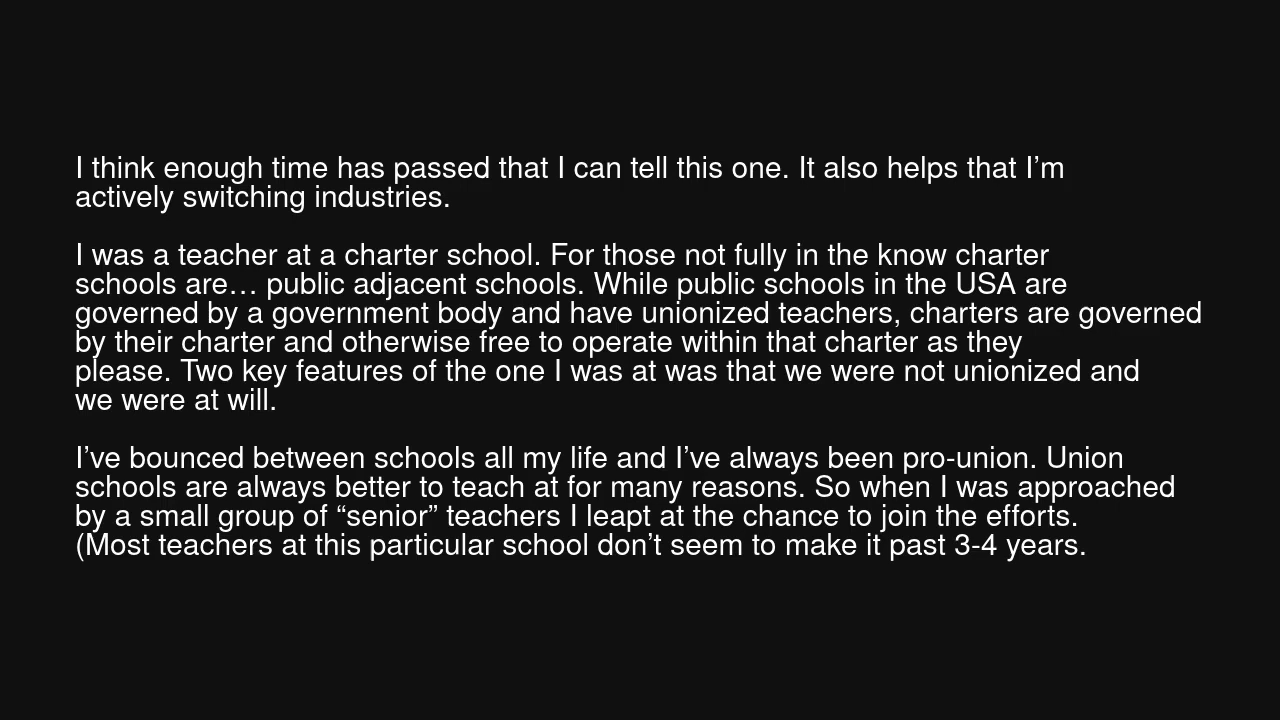 I think enough time has passed that I can tell this one. It also helps that I’m
actively switching industries.
I was a teacher at a charter school. For those not fully in the know charter
schools are… public adjacent schools. While public schools in the USA are
governed by a government body and have unionized teachers, charters are governed
by their charter and otherwise free to operate within that charter as they
please. Two key features of the one I was at was that we were not unionized and
we were at will.
I’ve bounced between schools all my life and I’ve always been pro-union. Union
schools are always better to teach at for many reasons. So when I was approached
by a small group of “senior” teachers I leapt at the chance to join the efforts.
(Most teachers at this particular school don’t seem to make it past 3-4 years.